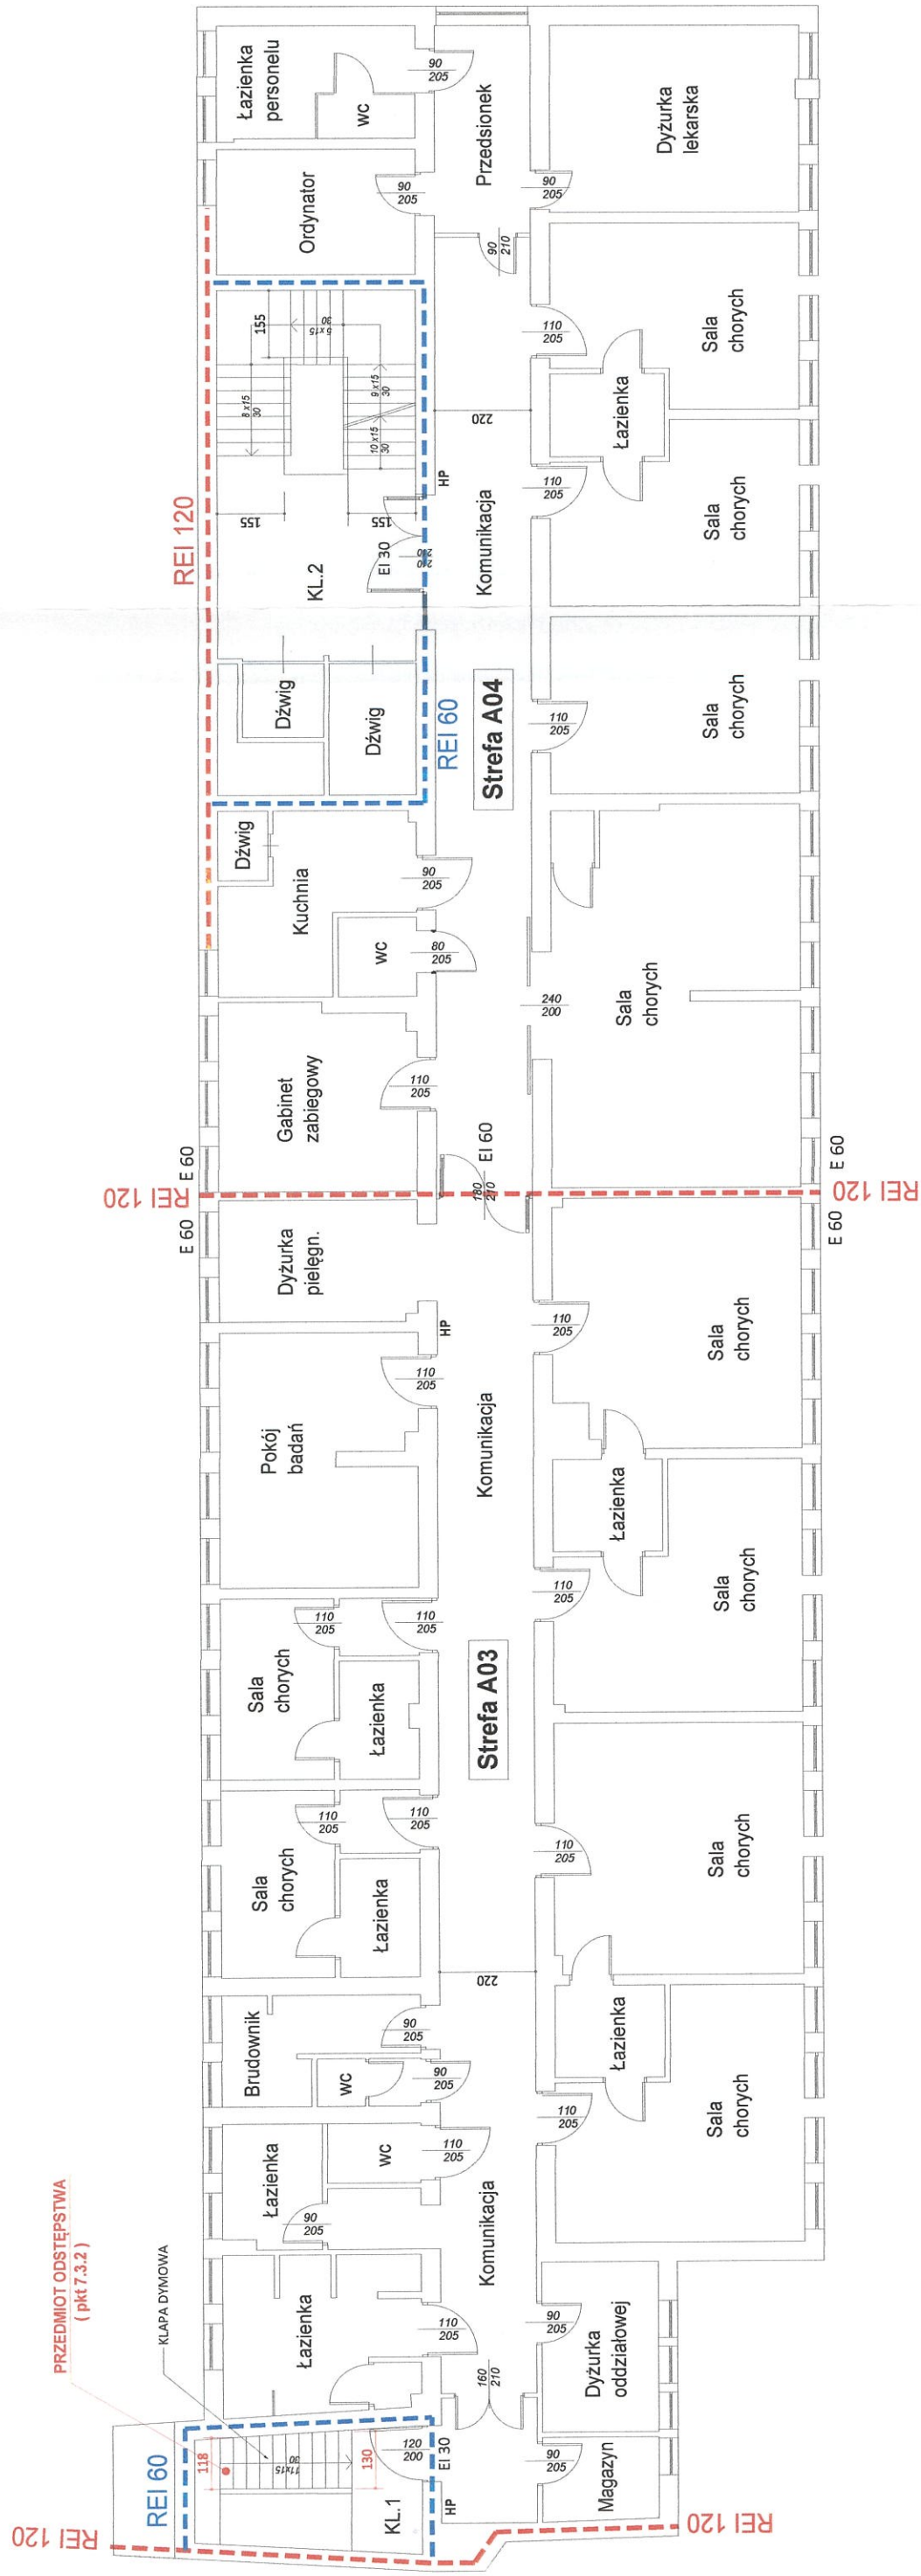 Łazienka
personelu
WC
90
205
Przedsionek
Dyżurka
lekarska
Ordynator
90
205
90
205
90
210
REI 120
155
5 x15
30
8 x15
30
9 x15
30
10 x15
30
155
155
KL.2
EI 30
240
210
HP
220
110
205
Sala
chorych
Łazienka
110
205
Komunikacja
Sala
chorych
Dźwig
Dźwig
REI 60
Strefa A04
110
205
Sala
chorych
Dźwig
Kuchnia
90
205
WC
80
205
240
200
Sala
chorych
Gabinet
zabiegowy
110
205
EI 60
180
210
E 60
REI 120
E 60
E 60
REI 120
E 60
Dyżurka
pielęgn.
HP
110
205
Sala
chorych
Pokój
badań
110
205
Komunikacja
Łazienka
110
205
Sala
chorych
Sala
chorych
110
205
110
205
Łazienka
Strefa A03
Sala
chorych
110
205
110
205
Łazienka
110
205
Sala
chorych
220
Brudownik
WC
90
205
90
205
Łazienka
110
205
Sala
chorych
Łazienka
WC
110
205
90
205
Komunikacja
Łazienka
110
205
90
205
Dyżurka
oddziałowej
160
210
PRZEDMIOT ODSTĘPSTWA
( pkt 7.3.2 )
KLAPA DYMOWA
REI 60
118
11x15
30
130
120
200
EI 30
KL.1
HP
90
205
Magazyn
REI 120
REI 120